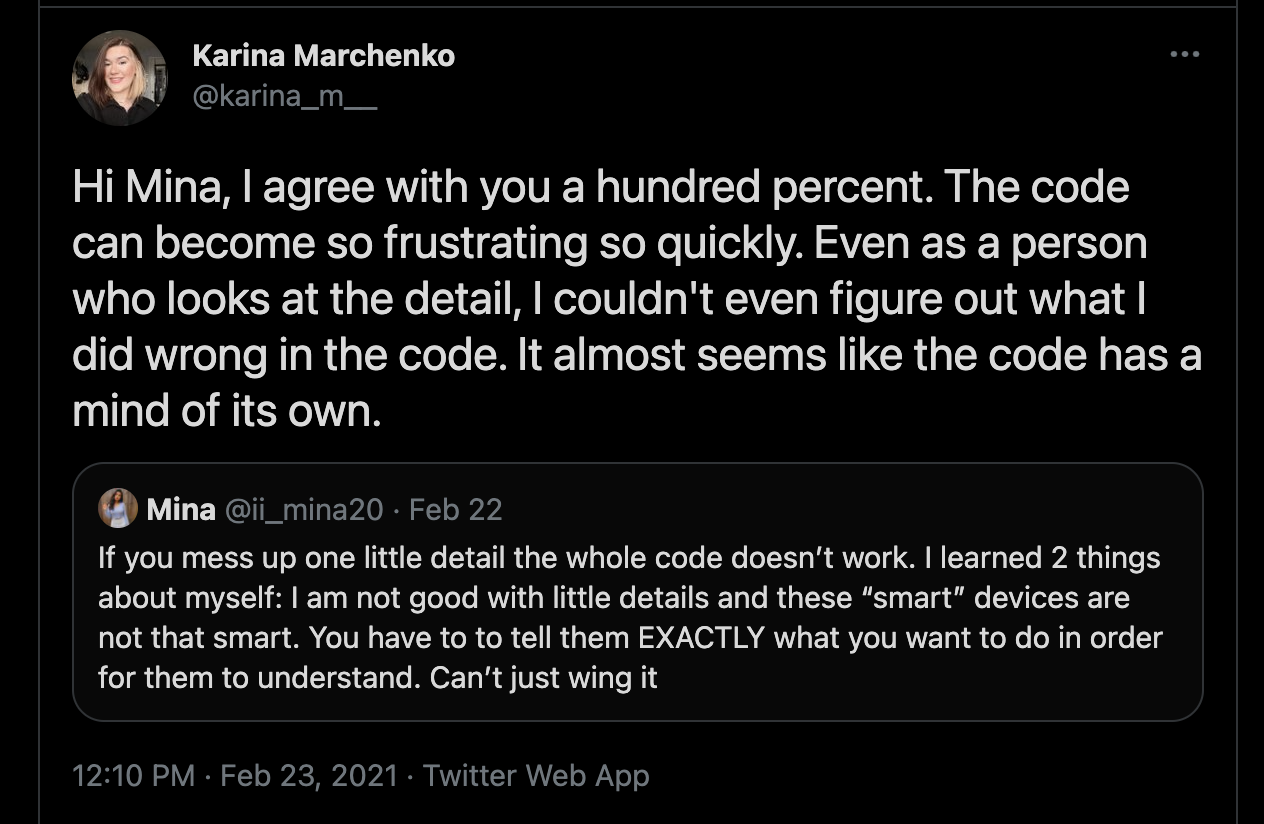 Karina Marchenko
@karina_m__
Hi Mina, I agree with you a hundred percent. The code
can become so frustrating so quickly. Even as a person
who looks at the detail, I couldn't even figure out what I
did wrong in the code. It almost seems like the code has a
mind of its own.
Mina @ii_mina20 · Feb 22
If you mess up one little detail the whole code doesn’t work. I learned 2 things
about myself: I am not good with little details and these “smart” devices are
not that smart. You have to to tell them EXACTLY what you want to do in order
for them to understand. Can’t just wing it
12:10 PM · Feb 23, 2021 · Twitter Web App